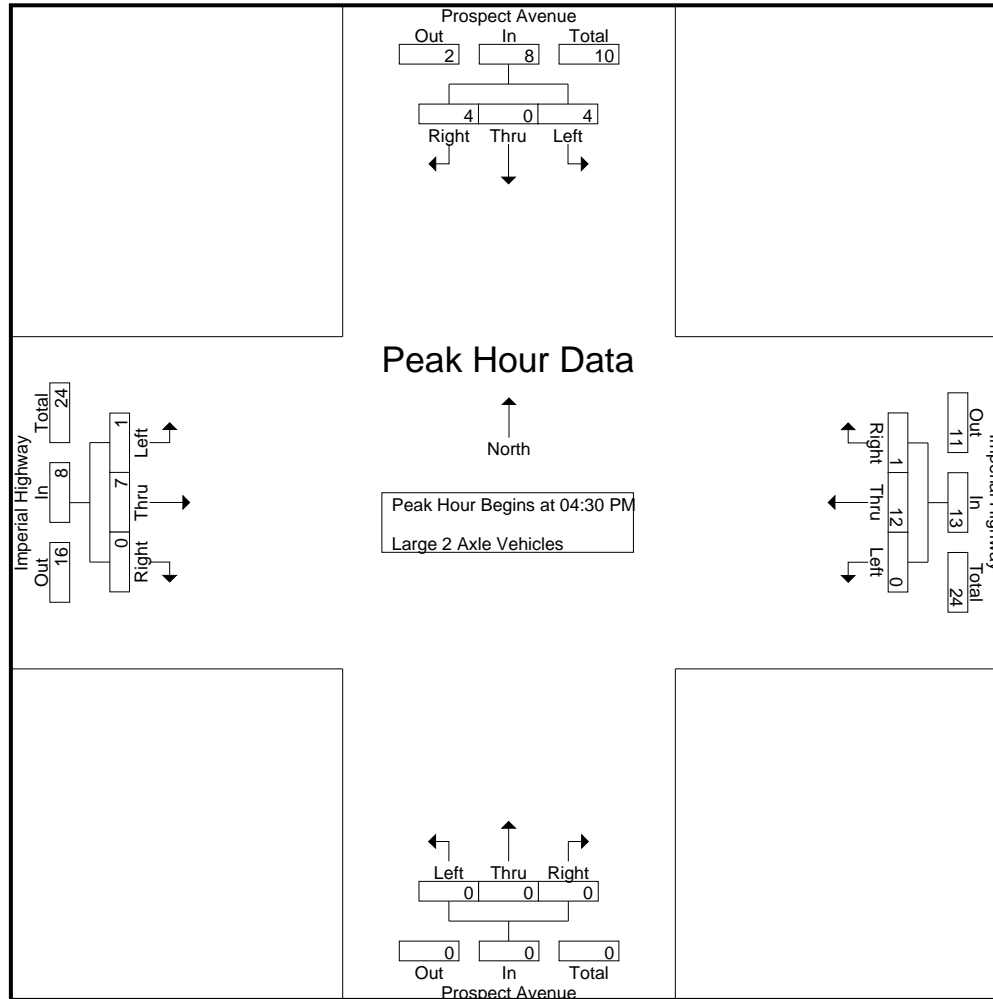 Prospect Avenue
Out In Total
2 8 10
4 0 4
Right Thru Left
Peak Hour Data
North
Peak Hour Begins at 04:30 PM
Large 2 Axle Vehicles
Imperial Highway
Out In Total
16 8 24
Left Thru Right
1 7 0
Imperial Highway
Out In Total
11 13 24
Right Thru Left
1 12 0
Left Thru Right
0 0 0
0 0 0
Out In Total
Prospect Avenue